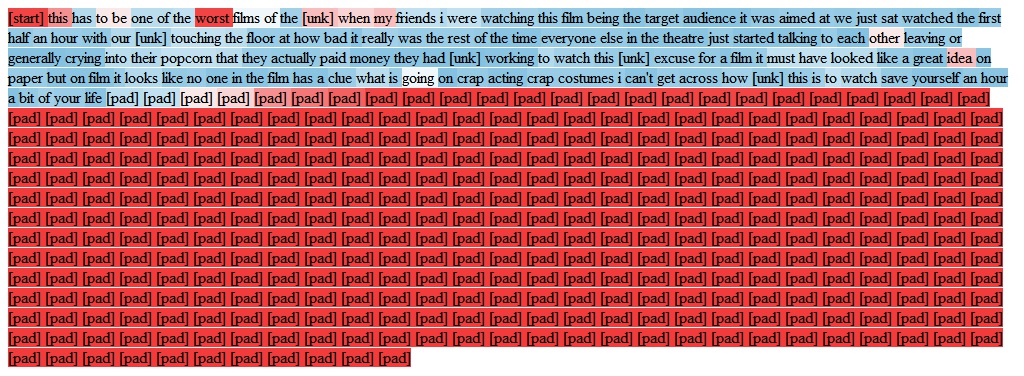 [start] this has to be one of the worst films of the [unk] when my friends i were watching this film being the target audience it was aimed at we just sat watched the first
half an hour with our [unk] touching the floor at how bad it really was the rest of the time everyone else in the theatre just started talking to each other leaving or
generally crying into their popcorn that they actually paid money they had [unk] working to watch this [unk] excuse for a film it must have looked like a great idea on
paper but on film it looks like no one in the film has a clue what is going on crap acting crap costumes i can't get across how [unk] this is to watch save yourself an hour
a bit of your life [pad] [pad] [pad] [pad] [pad] [pad] [pad] [pad] [pad] [pad] [pad] [pad] [pad] [pad] [pad] [pad] [pad] [pad] [pad] [pad] [pad] [pad] [pad] [pad]
[pad] [pad] [pad] [pad] [pad] [pad] [pad] [pad] [pad] [pad] [pad] [pad] [pad] [pad] [pad] [pad] [pad] [pad] [pad] [pad] [pad] [pad] [pad] [pad] [pad] [pad] [pad]
[pad] [pad] [pad] [pad] [pad] [pad] [pad] [pad] [pad] [pad] [pad] [pad] [pad] [pad] [pad] [pad] [pad] [pad] [pad] [pad] [pad] [pad] [pad] [pad] [pad] [pad] [pad]
[pad] [pad] [pad] [pad] [pad] [pad] [pad] [pad] [pad] [pad] [pad] [pad] [pad] [pad] [pad] [pad] [pad] [pad] [pad] [pad] [pad] [pad] [pad] [pad] [pad] [pad] [pad]
[pad] [pad] [pad] [pad] [pad] [pad] [pad] [pad] [pad] [pad] [pad] [pad] [pad] [pad] [pad] [pad] [pad] [pad] [pad] [pad] [pad] [pad] [pad] [pad] [pad] [pad] [pad]
[pad] [pad] [pad] [pad] [pad] [pad] [pad] [pad] [pad] [pad] [pad] [pad] [pad] [pad] [pad] [pad] [pad] [pad] [pad] [pad] [pad] [pad] [pad] [pad] [pad] [pad] [pad]
[pad] [pad] [pad] [pad] [pad] [pad] [pad] [pad] [pad] [pad] [pad] [pad] [pad] [pad] [pad] [pad] [pad] [pad] [pad] [pad] [pad] [pad] [pad] [pad] [pad] [pad] [pad]
[pad] [pad] [pad] [pad] [pad] [pad] [pad] [pad] [pad] [pad] [pad] [pad] [pad] [pad] [pad] [pad] [pad] [pad] [pad] [pad] [pad] [pad] [pad] [pad] [pad] [pad] [pad]
[pad] [pad] [pad] [pad] [pad] [pad] [pad] [pad] [pad] [pad] [pad] [pad] [pad] [pad] [pad] [pad] [pad] [pad] [pad] [pad] [pad] [pad] [pad] [pad] [pad] [pad] [pad]
[pad] [pad] [pad] [pad] [pad] [pad] [pad] [pad] [pad] [pad] [pad] [pad] [pad] [pad] [pad] [pad] [pad] [pad] [pad] [pad] [pad] [pad] [pad] [pad] [pad] [pad] [pad]
[pad] [pad] [pad] [pad] [pad] [pad] [pad] [pad] [pad] [pad] [pad] [pad] [pad] [pad] [pad] [pad] [pad] [pad] [pad] [pad] [pad] [pad] [pad] [pad] [pad] [pad] [pad]
[pad] [pad] [pad] [pad] [pad] [pad] [pad] [pad] [pad] [pad] [pad] [pad] [pad] [pad] [pad] [pad] [pad] [pad] [pad] [pad] [pad] [pad] [pad] [pad] [pad] [pad] [pad]
[pad] [pad] [pad] [pad] [pad] [pad] [pad] [pad] [pad] [pad] [pad] [pad] [pad] [pad] [pad] [pad] [pad] [pad] [pad] [pad] [pad] [pad] [pad] [pad] [pad] [pad] [pad]
[pad] [pad] [pad] [pad] [pad] [pad] [pad] [pad] [pad] [pad] [pad]